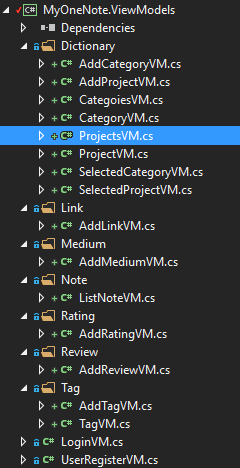 MyOneNote.ViewModels
Dependencies
Dictionary
AddCategoryVM.cs
AddProjectVM.cs
CategoiesVM.cs
CategoryVM.cs
ProjectsVM.cs
ProjectVM.cs
SelectedCategoryVM.cs
SelectedProjectVM.cs
Link
AddLinkVM.cs
Medium
AddMediumVM.cs
Note
ListNoteVM.cs
Rating
AddRatingVM.cs
Review
AddReviewVM.cs
Tag
AddTagVM.cs
TagVM.cs
LoginVM.cs
UserRegisterVM.cs